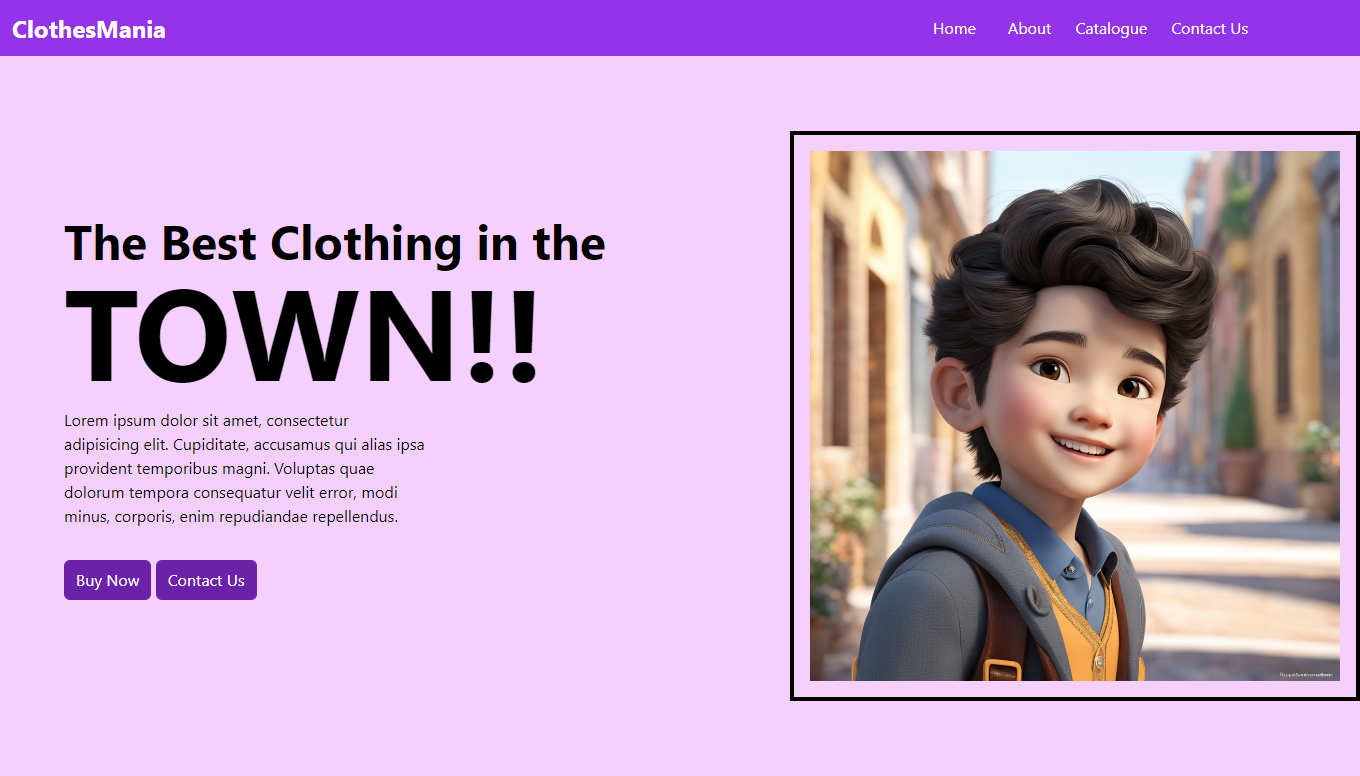 ClothesMania
Home About Catalogue Contact Us
The Best Clothing in the
TOWN!!
Lorem ipsum dolor sit amet, consectetur
adipisicing elit. Cupiditate, accusamus qui alias ipsa
provident temporibus magni. Voluptas quae
dolorum tempora consequatur velit error, modi
minus, corporis, enim repudiandae repellendus.
Buy Now Contact Us